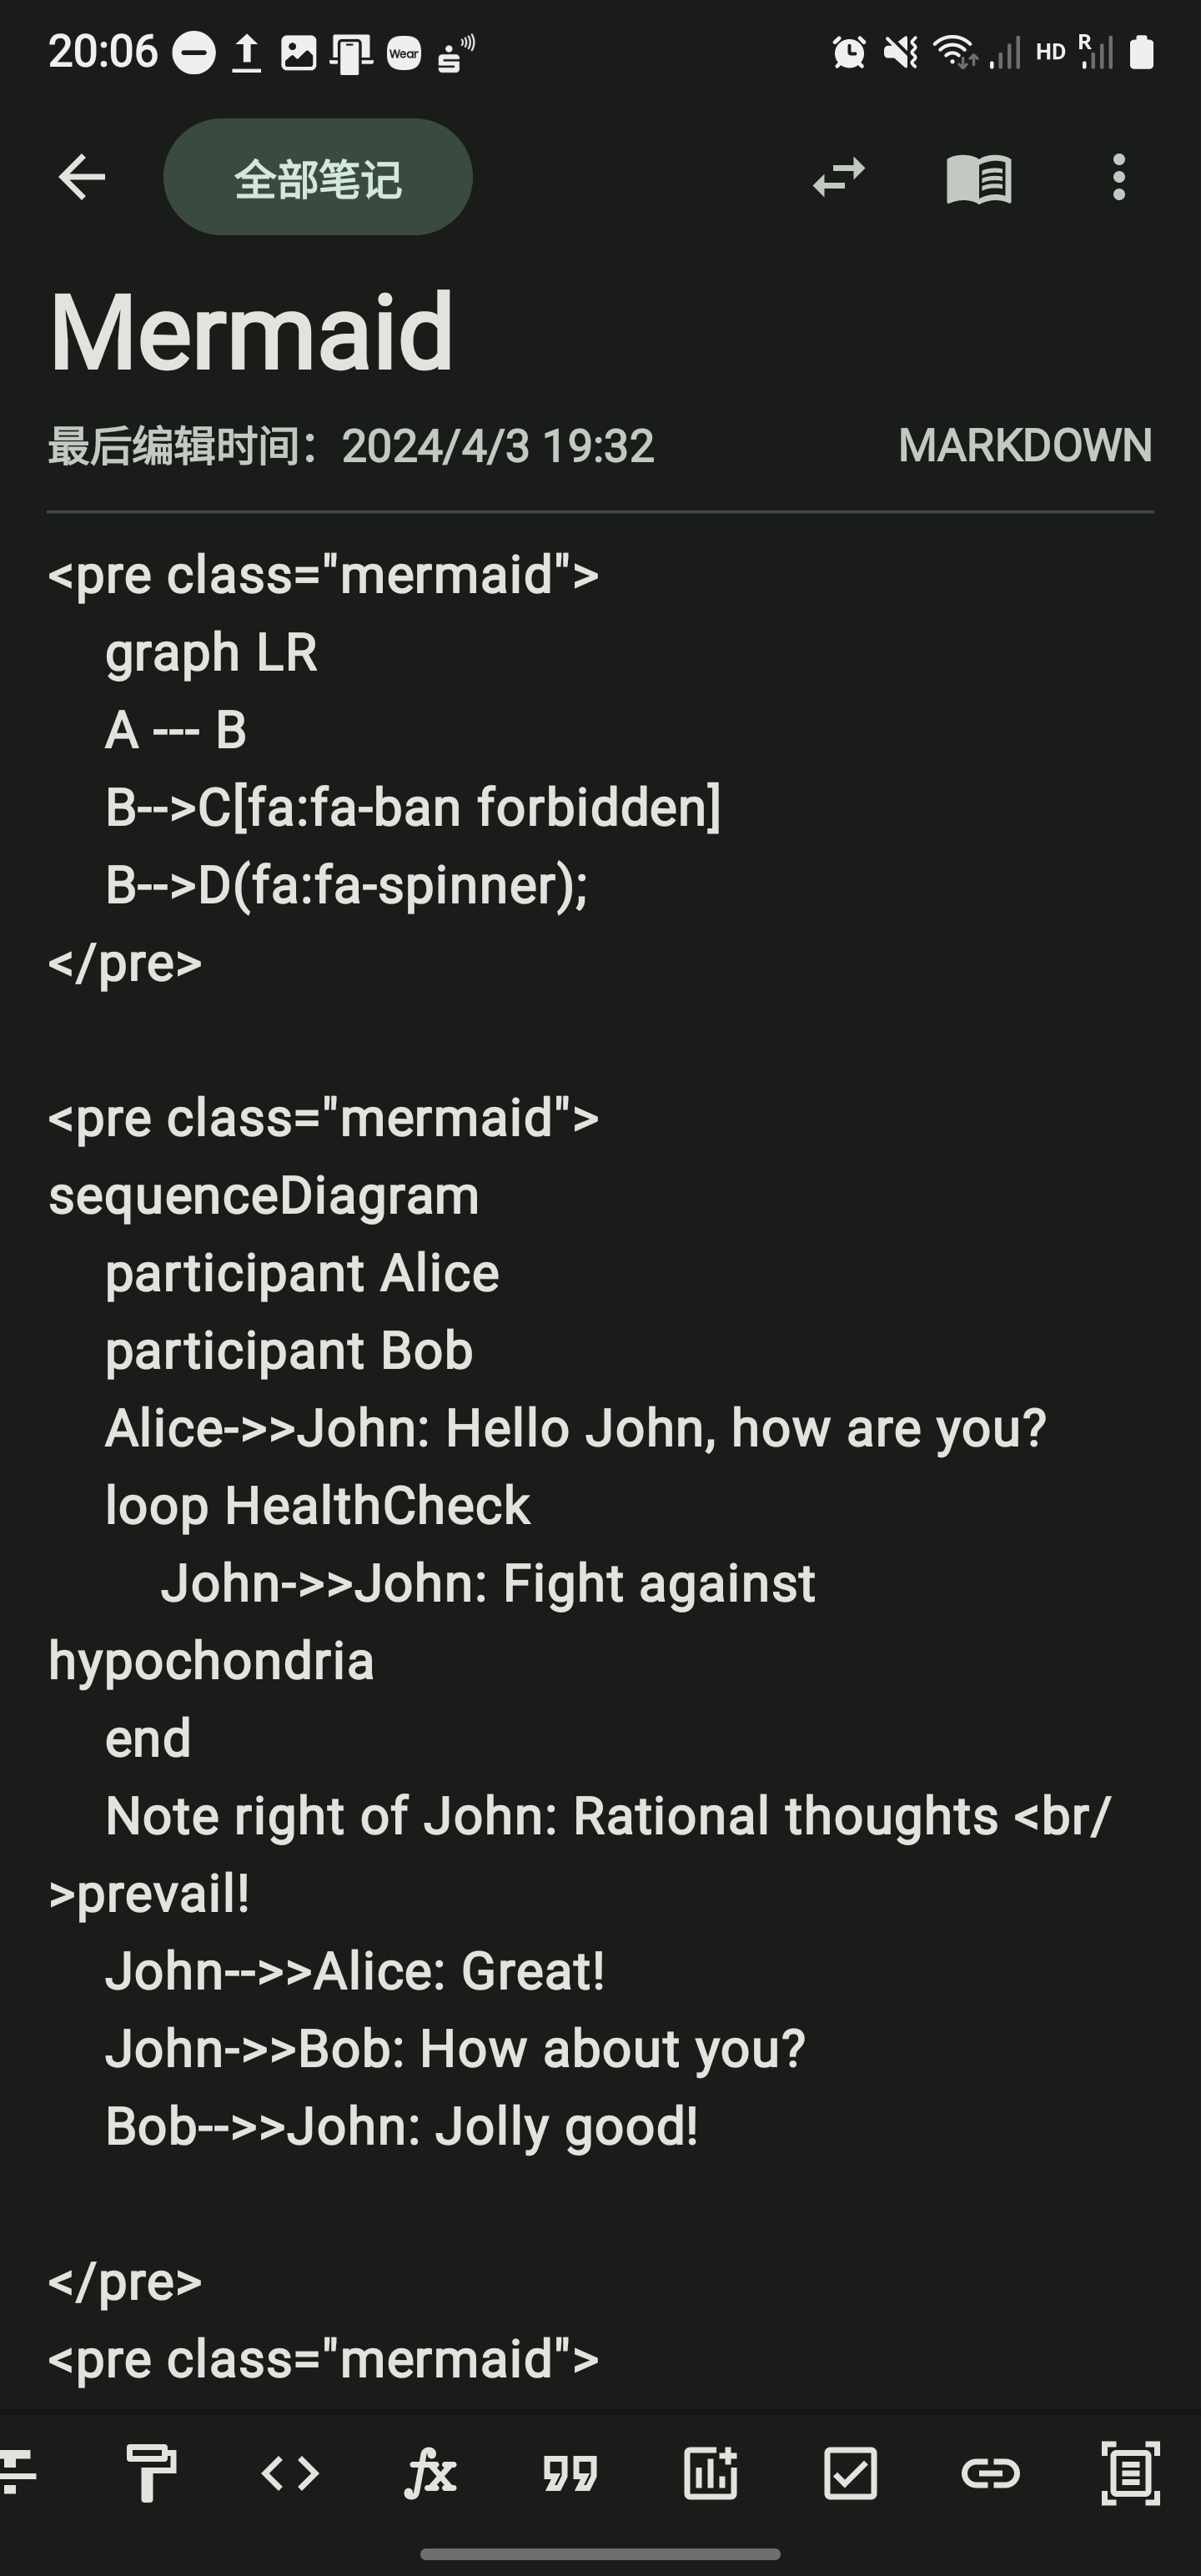 20:06
Wear
HD
R
全部笔记
Mermaid
最后编辑时间：2024/4/3 19:32
MARKDOWN
<pre class="mermaid">
    graph LR
    A --- B
    B-->C[fa:fa-ban forbidden]
    B-->D(fa:fa-spinner);
</pre>
<pre class="mermaid">
sequenceDiagram
    participant Alice
    participant Bob
    Alice->>John: Hello John, how are you?
    loop HealthCheck
        John->>John: Fight against
hypochondria
    end
    Note right of John: Rational thoughts <br/
>prevail!
    John-->>Alice: Great!
    John->>Bob: How about you?
    Bob-->>John: Jolly good!
</pre>
<pre class="mermaid">